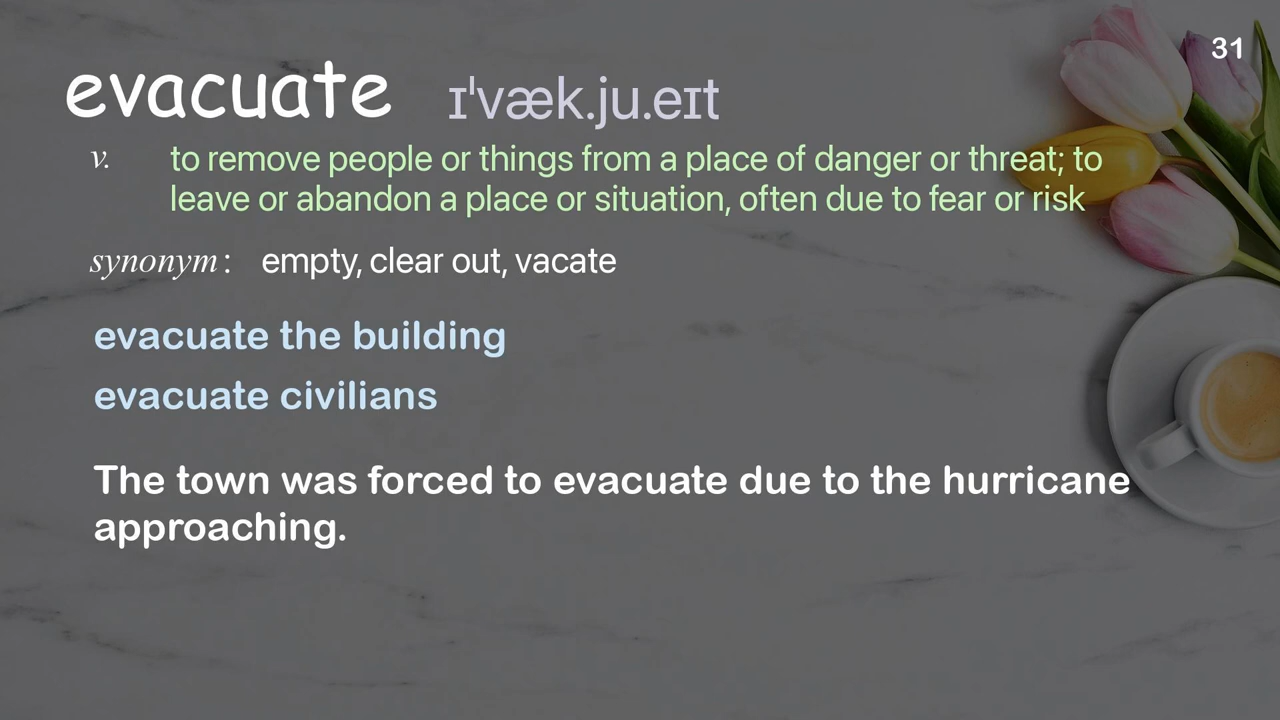 31
evacuate ɪˈvæk.ju.eɪt
v. to remove people or things from a place of danger or threat; to
leave or abandon a place or situation, often due to fear or risk
synonym : empty, clear out, vacate
evacuate the building
evacuate civilians
The town was forced to evacuate due to the hurricane
approaching.